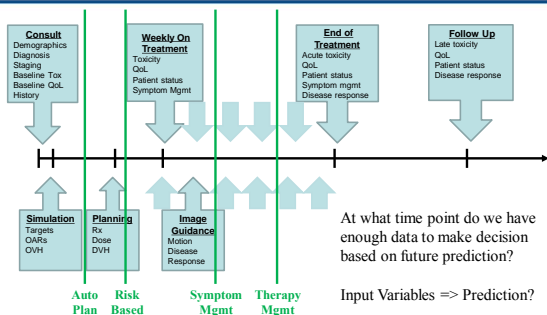 Consult
Demographics
Diagnosis
Staging
Baseline Tox
Baseline QoL
History
Weekly On
Treatment
Toxicity
QoL
Patient status
Symptom Mgmt
End of
Treatment
Acute toxicity
QoL
Patient status
Symptom mgmt
Disease response
Follow Up
Late toxicity
QoL
Patient status
Disease response
Simulation
Targets
OARs
OVH
Planning
Rx
Dose
DVH
Image
Guidance
Motion
Disease
Response
At what time point do we have
enough data to make decision
based on future prediction?
Input Variables => Prediction?
Auto
Plan
Risk
Based
Symptom
Mgmt
Therapy
Mgmt